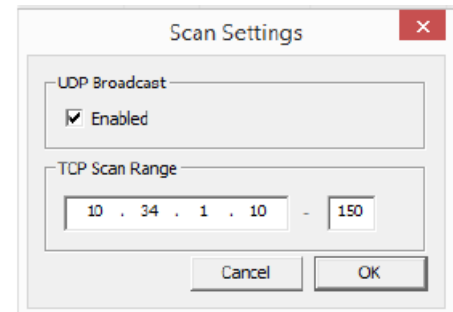 Scan Settings
UDP Broadcast
Enabled
TCP Scan Range
10 . 34 . 1 . 10 - 150
Cancel OK